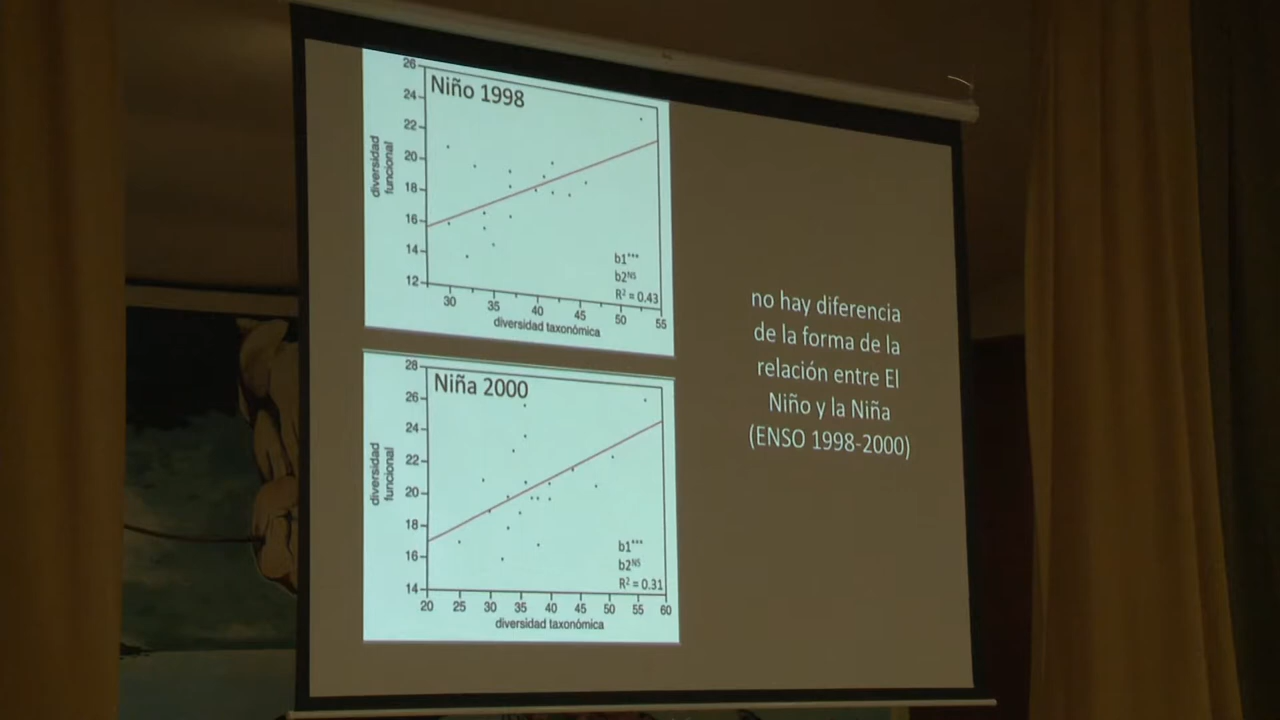 Niño 1998
26
24
22
20
18
16
14
12
diversidad
funcional
30
35
40
45
50
55
diversidad taxonómica
b1***
b2NS
R² = 0.43
Niña 2000
28
26
24
22
20
18
16
14
diversidad
funcional
20
25
30
35
40
45
50
55
60
diversidad taxonómica
b1***
b2NS
R² = 0.31
no hay diferencia
de la forma de la
relación entre El
Niño y la Niña
(ENSO 1998-2000)